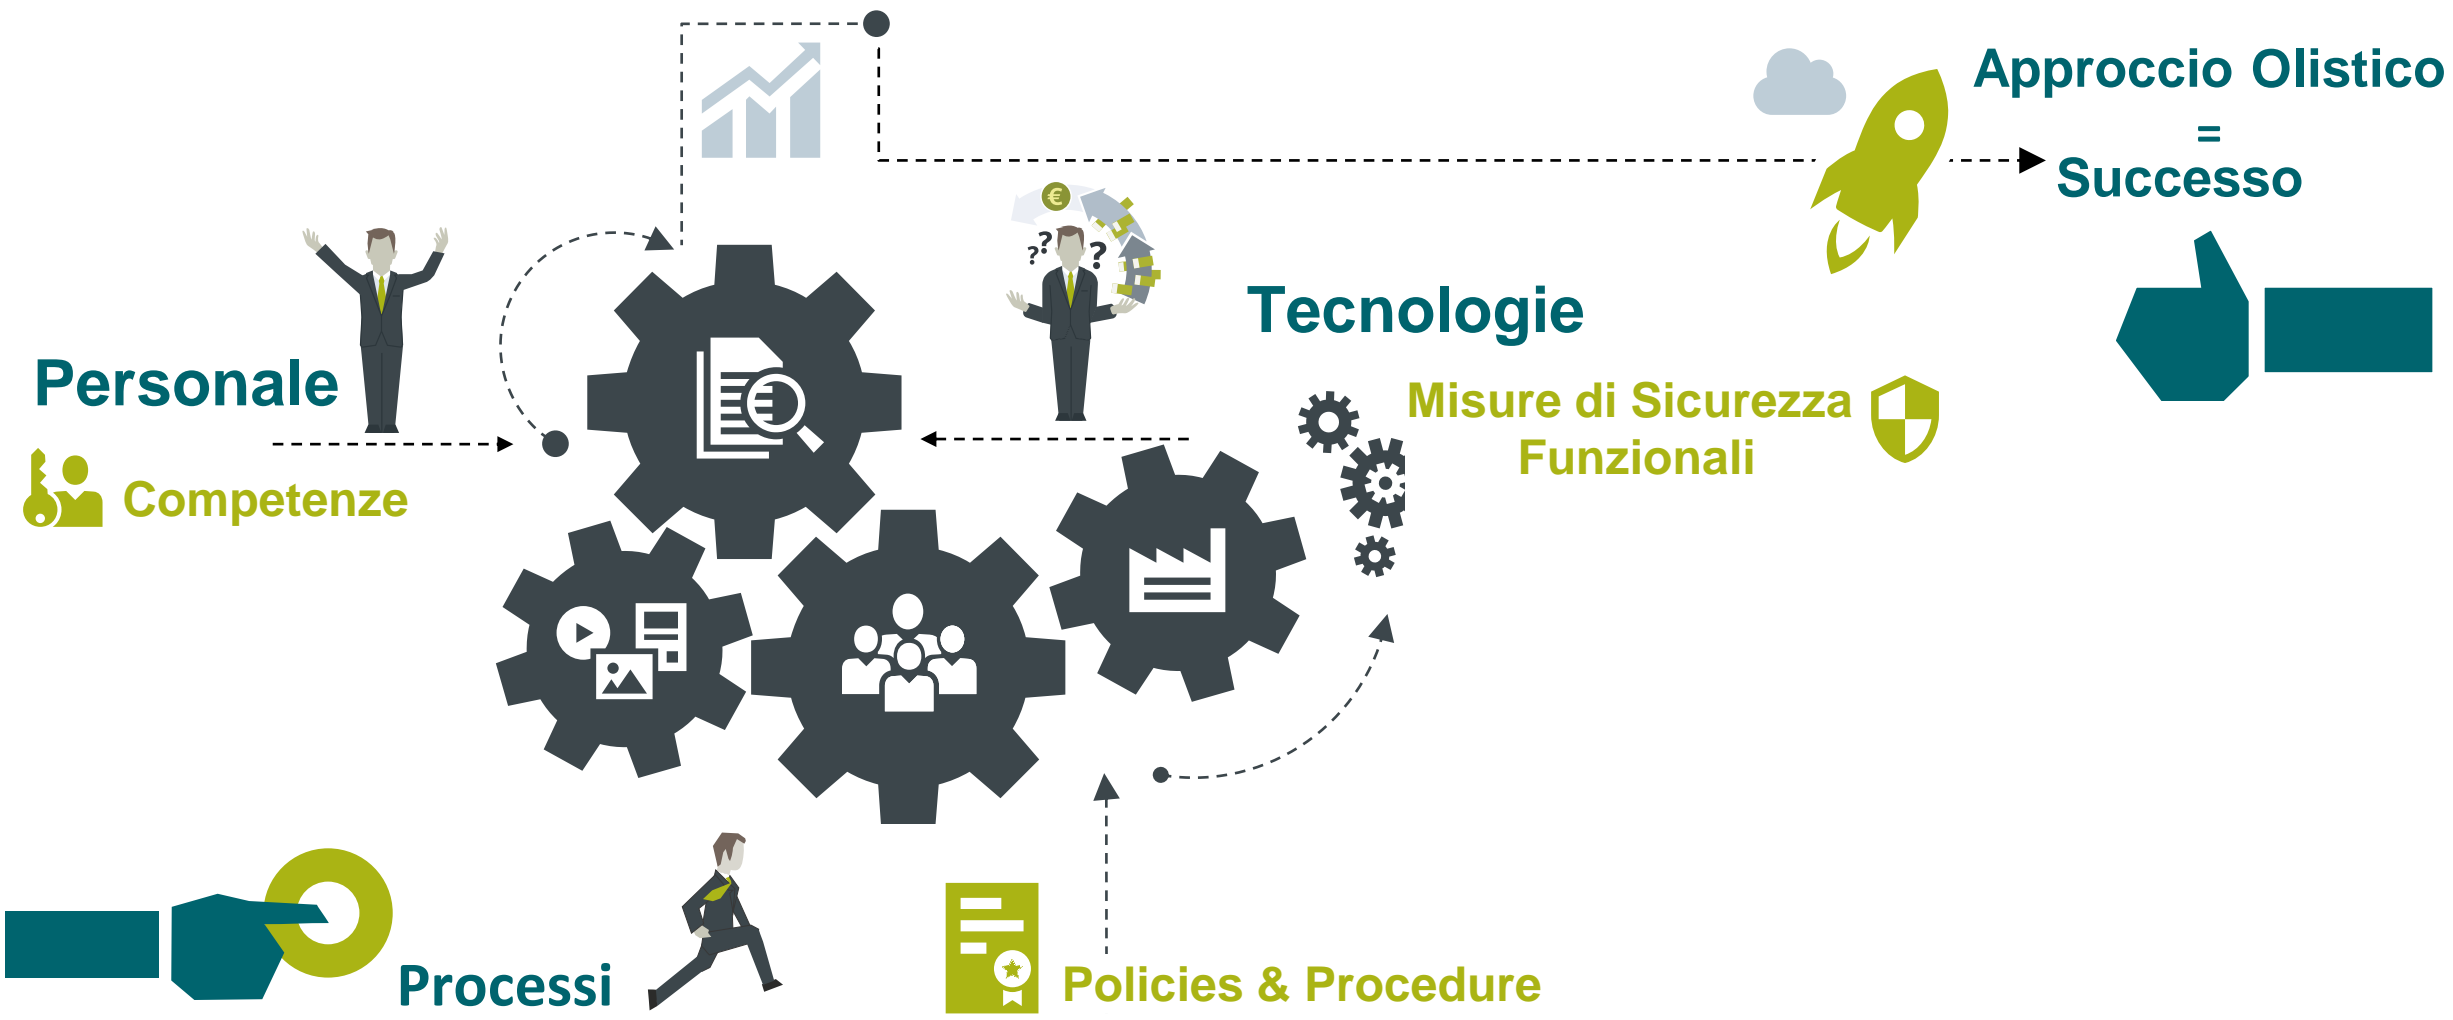 Approccio Olistico
=
Successo
€
? ? ?
Tecnologie
Personale
Misure di Sicurezza
Funzionali
Competenze
Processi
Policies & Procedure